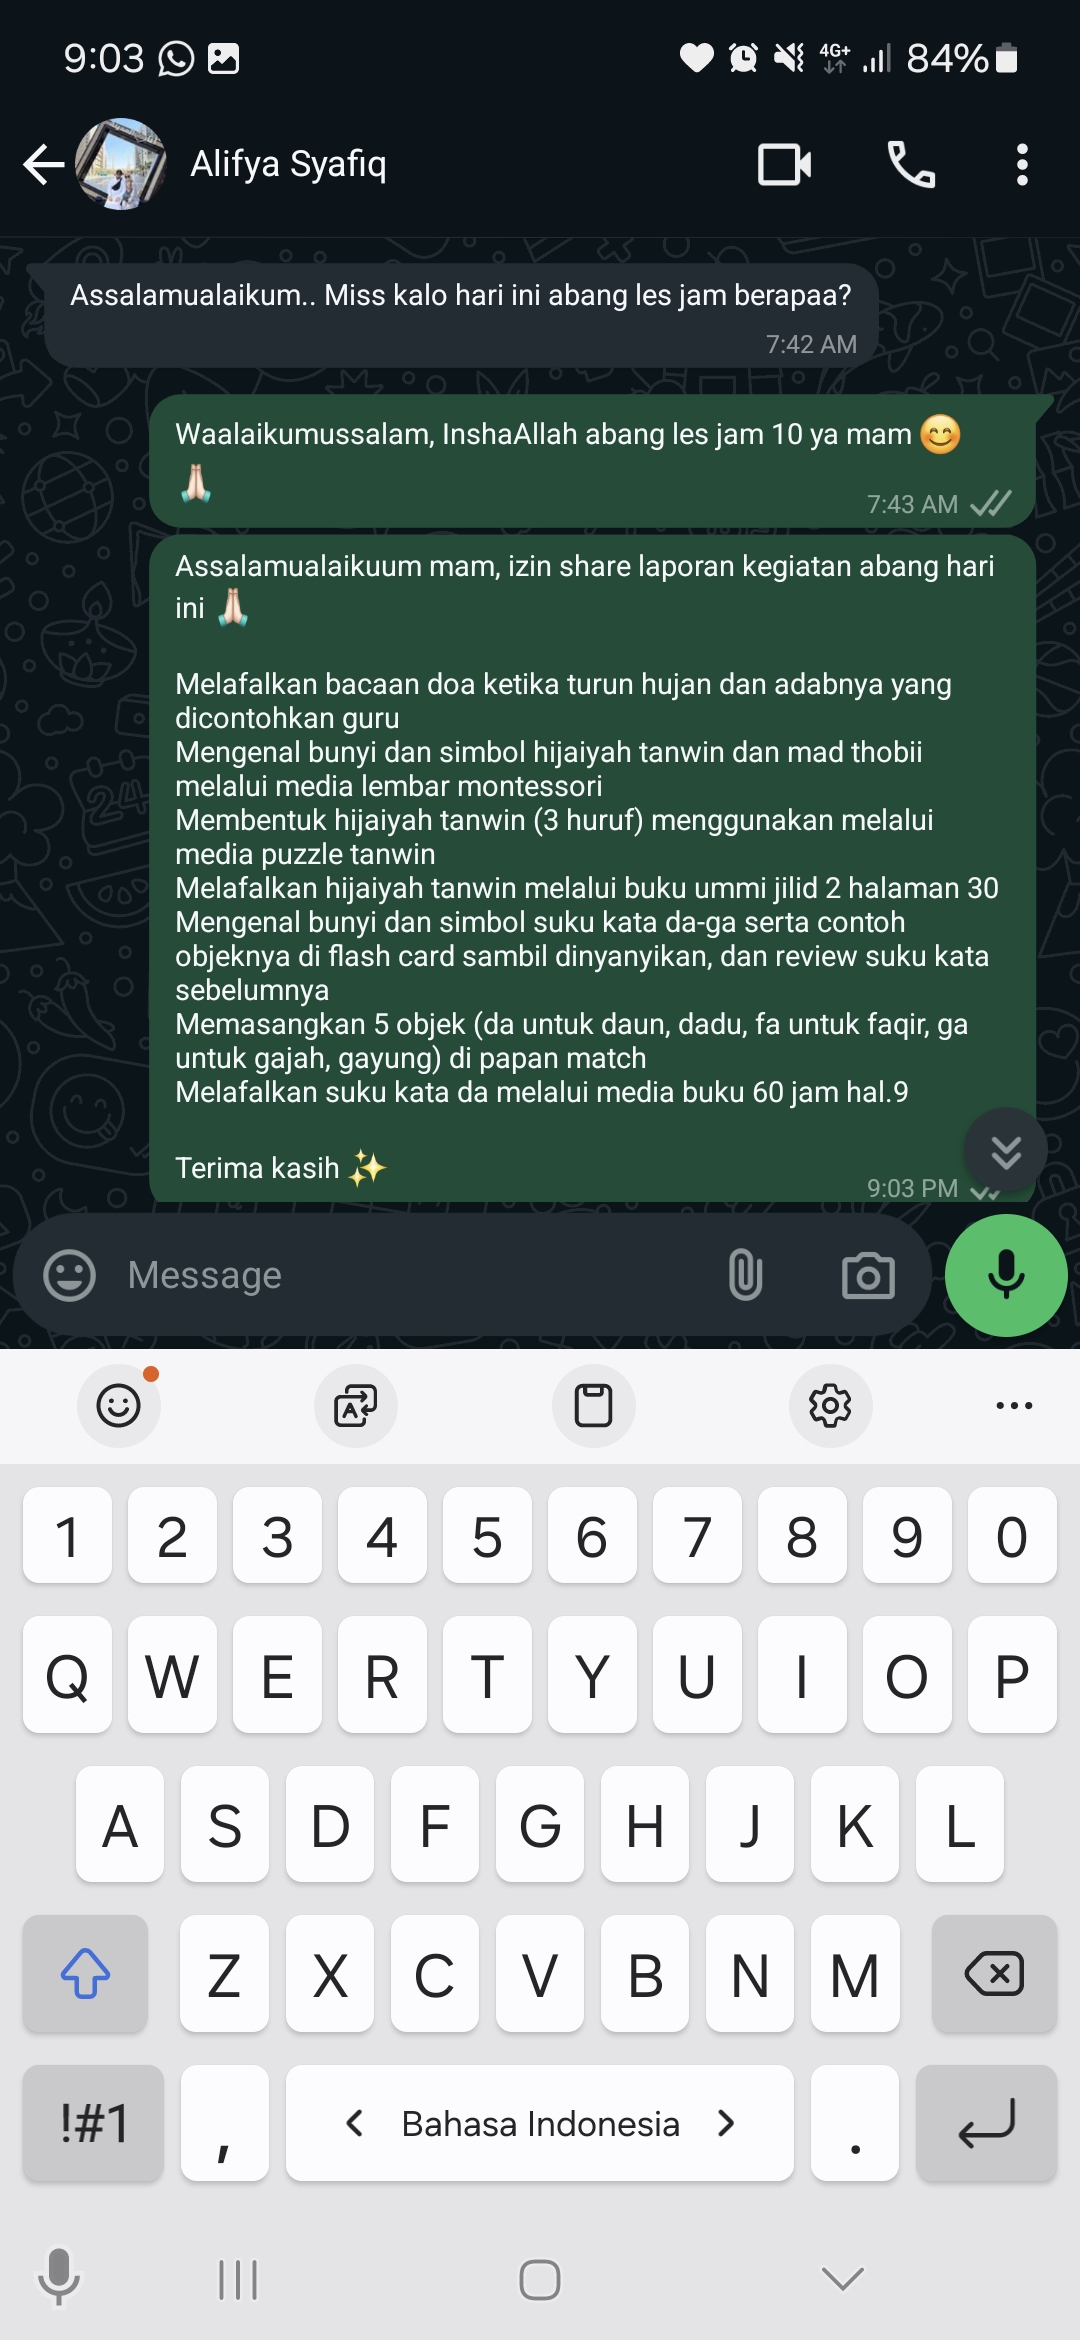 9:03
4G+
84%
Alifya Syafiq
Assalamualaikum.. Miss kalo hari ini abang les jam berapaa?
7:42 AM
Waalaikumussalam, InshaAllah abang les jam 10 ya mam 😊
🙏🏻
7:43 AM
Assalamualaikuum mam, izin share laporan kegiatan abang hari
ini 🙏🏻
Melafalkan bacaan doa ketika turun hujan dan adabnya yang
dicontohkan guru
Mengenal bunyi dan simbol hijaiyah tanwin dan mad thobii
melalui media lembar montessori
Membentuk hijaiyah tanwin (3 huruf) menggunakan melalui
media puzzle tanwin
Melafalkan hijaiyah tanwin melalui buku ummi jilid 2 halaman 30
Mengenal bunyi dan simbol suku kata da-ga serta contoh
objeknya di flash card sambil dinyanyikan, dan review suku kata
sebelumnya
Memasangkan 5 objek (da untuk daun, dadu, fa untuk faqir, ga
untuk gajah, gayung) di papan match
Melafalkan suku kata da melalui media buku 60 jam hal.9
Terima kasih ✨
9:03 PM
Message
1 2 3 4 5 6 7 8 9 0
Q W E R T Y U I O P
A S D F G H J K L
Z X C V B N M
!#1 , < Bahasa Indonesia > .